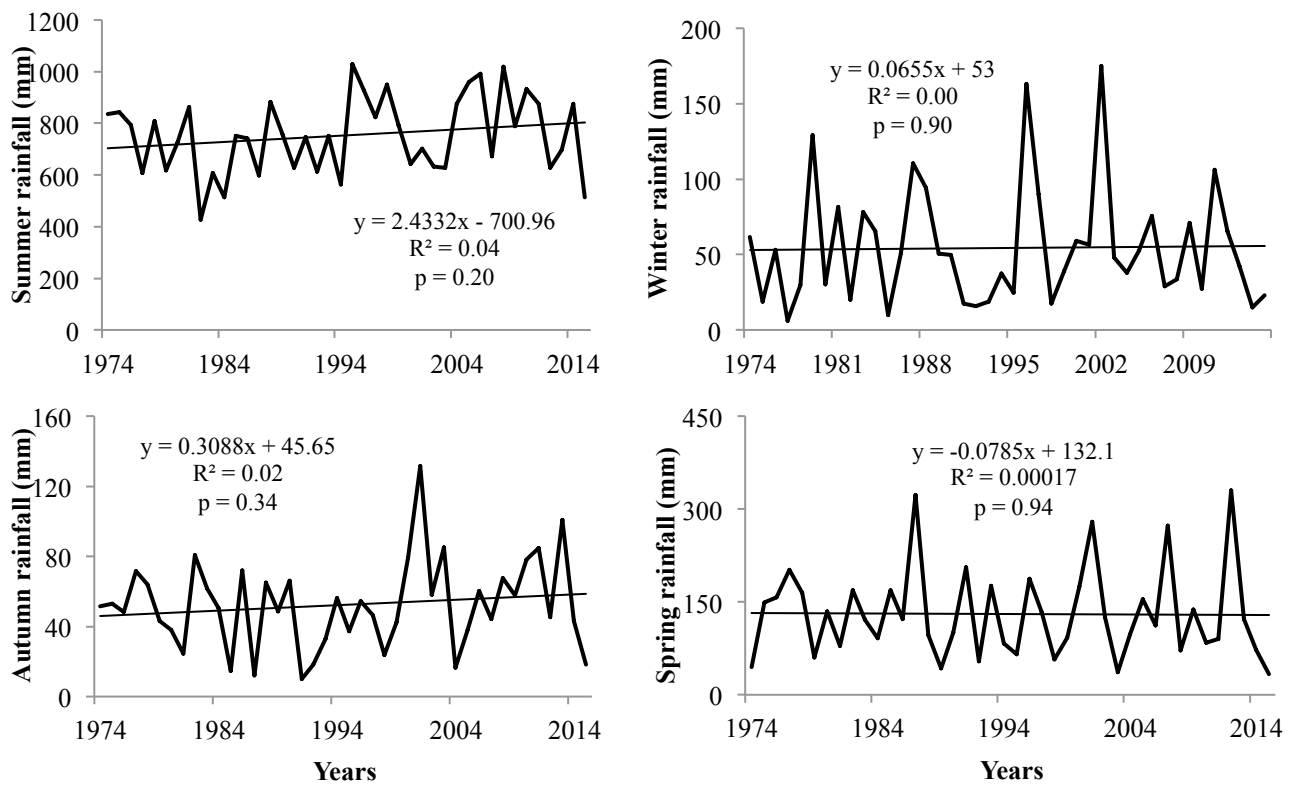 Summer rainfall (mm)
1200
1000
800
600
400
200
0
y = 2.4332x - 700.96
R² = 0.04
p = 0.20
1974 1984 1994 2004 2014
Winter rainfall (mm)
200
150
100
50
0
y = 0.0655x + 53
R² = 0.00
p = 0.90
1974 1981 1988 1995 2002 2009
Autumn rainfall (mm)
160
120
80
40
0
y = 0.3088x + 45.65
R² = 0.02
p = 0.34
1974 1984 1994 2004 2014
Years
Spring rainfall (mm)
450
300
150
0
y = -0.0785x + 132.1
R² = 0.00017
p = 0.94
1974 1984 1994 2004 2014
Years